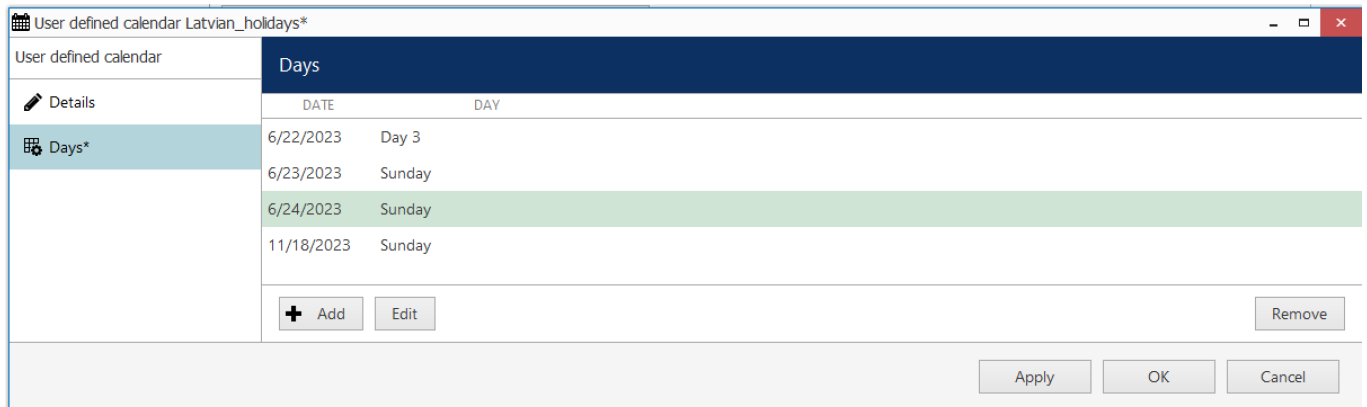 User defined calendar Latvian_holidays*
User defined calendar
Details
Days*
Days
DATE DAY
6/22/2023 Day 3
6/23/2023 Sunday
6/24/2023 Sunday
11/18/2023 Sunday
Add Edit Remove
Apply OK Cancel